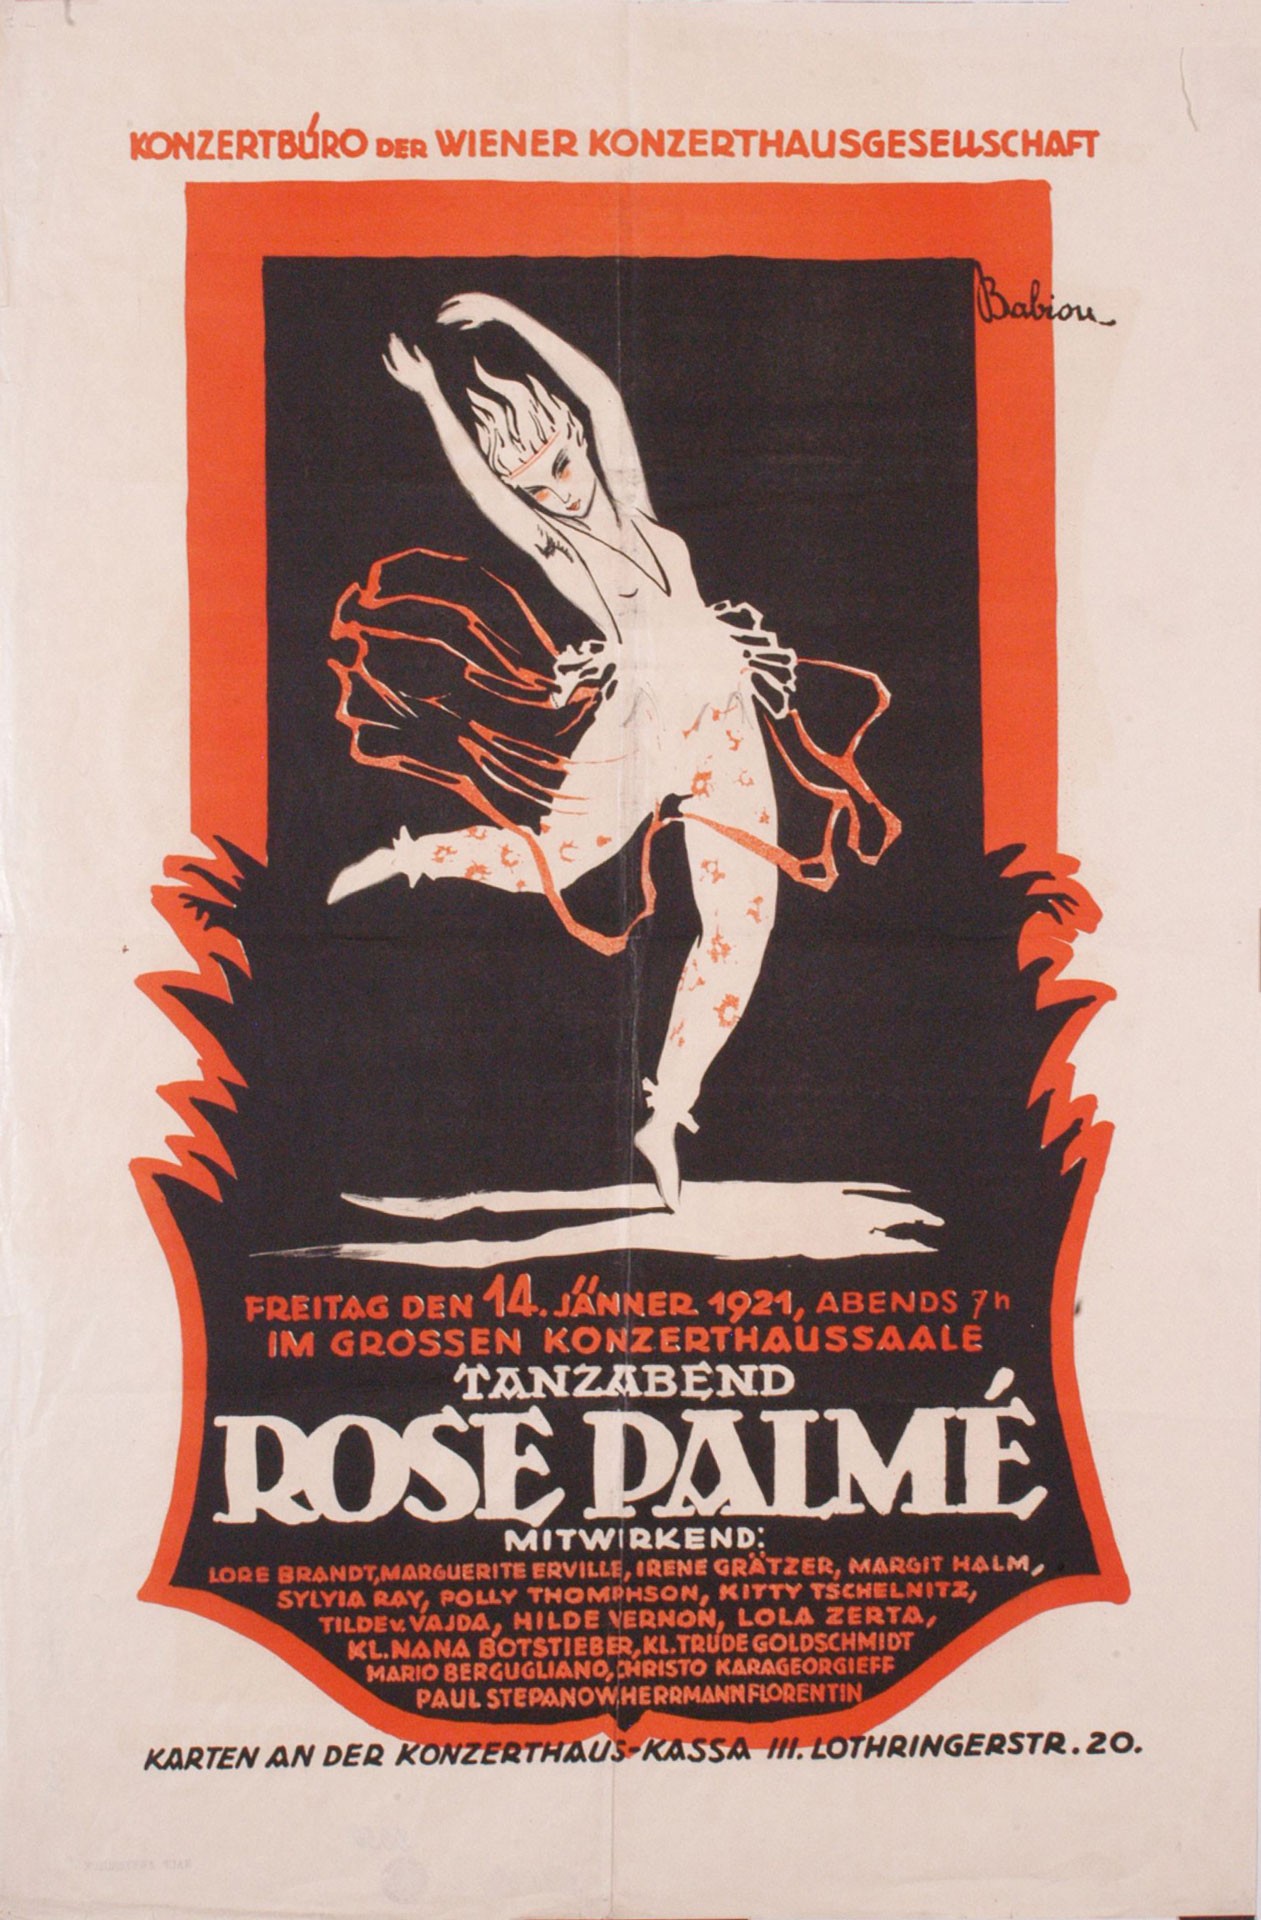 KONZERTBÜRO DER WIENER KONZERTHAUSGESELLSCHAFT
Babion
FREITAG DEN 14. JÄNNER 1921, ABENDS 7h
IM GROSSEN KONZERTHAUSSAALE
TANZABEND
ROSE PALMÉ
MITWIRKEND:
LORE BRANDT, MARGUERITE ERVILLE, IRENE GRÄTZER, MARGIT HALM,
SYLVIA RAY, POLLY THOMPHSON, KITTY TSCHELNITZ,
TILDE v. VAJDA, HILDE VERNON, LOLA ZERTA,
KL. NANA BOTSTIEBER, KL. TRUDE GOLDSCHMIDT
MARIO BERGUGLIANO, CHRISTO KARAGEORGIEFF
PAUL STEPANOW, HERRMANN FLORENTIN
KARTEN AN DER KONZERTHAUS-KASSA III. LOTHRINGERSTR. 20.